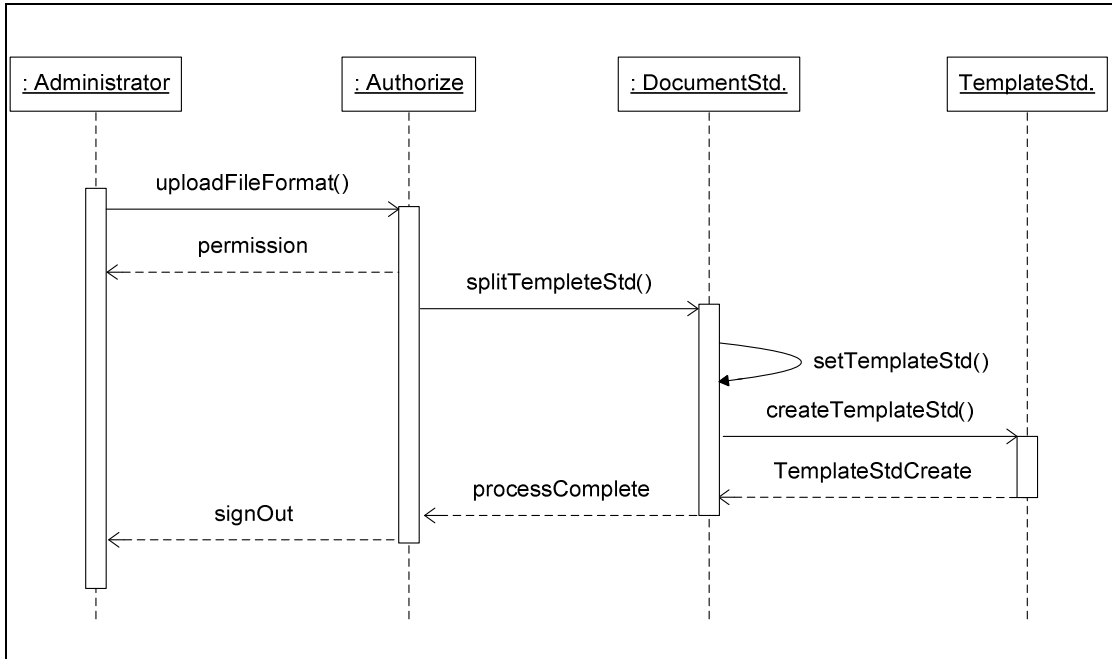 : Administrator
: Authorize
: DocumentStd.
TemplateStd.
uploadFileFormat()
permission
splitTempleteStd()
setTemplateStd()
createTemplateStd()
TemplateStdCreate
processComplete
signOut